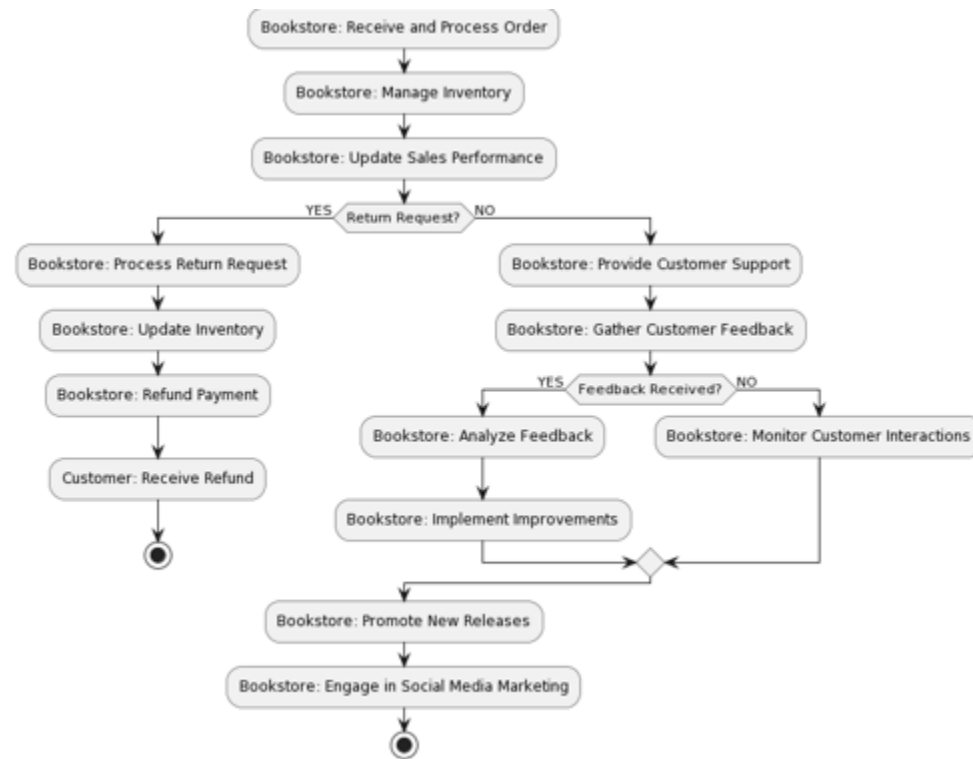 Bookstore: Receive and Process Order
Bookstore: Manage Inventory
Bookstore: Update Sales Performance
YES
Return Request?
NO
Bookstore: Process Return Request
Bookstore: Provide Customer Support
Bookstore: Update Inventory
Bookstore: Gather Customer Feedback
YES
Feedback Received?
NO
Bookstore: Refund Payment
Bookstore: Analyze Feedback
Bookstore: Monitor Customer Interactions
Customer: Receive Refund
Bookstore: Implement Improvements
Bookstore: Promote New Releases
Bookstore: Engage in Social Media Marketing